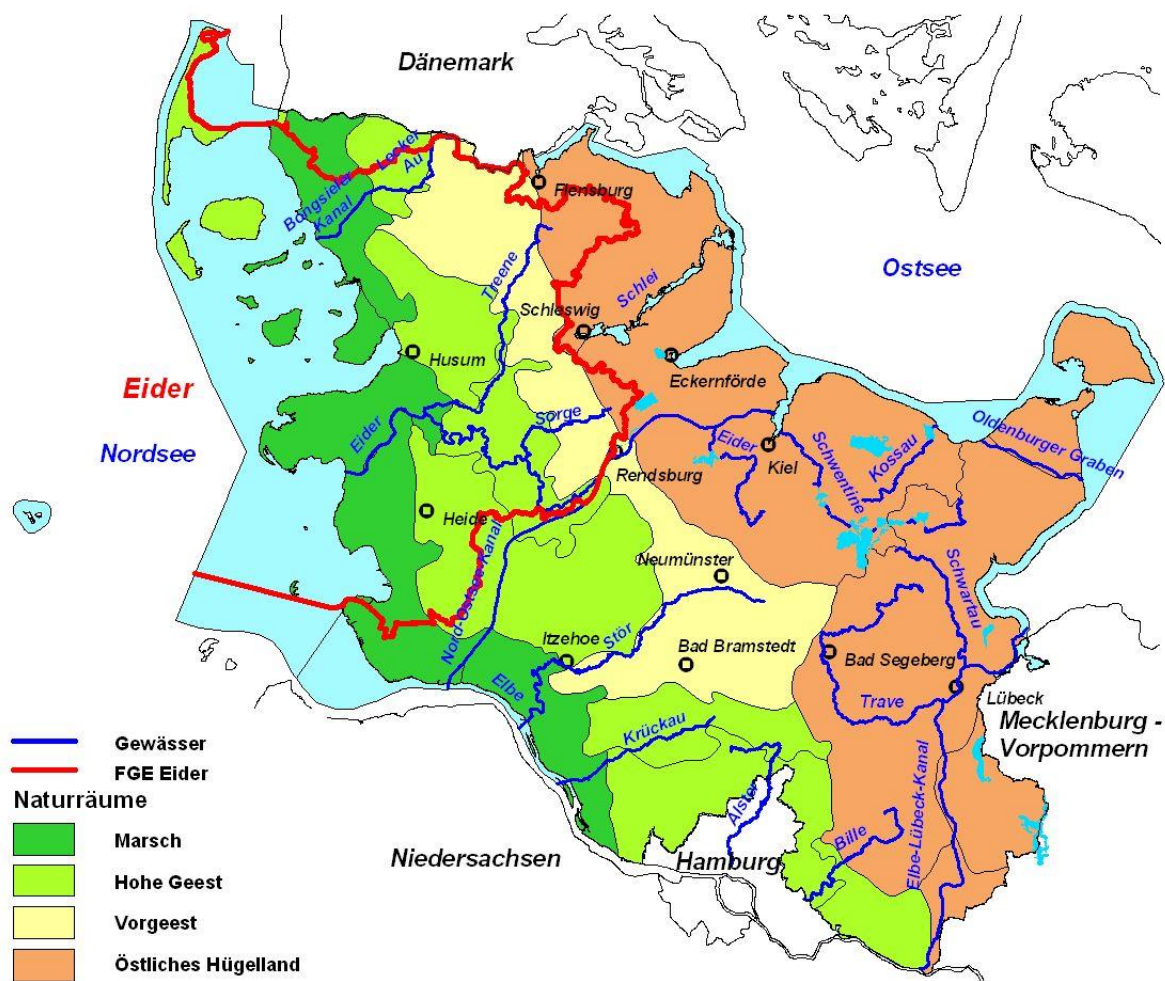 Dänemark
Lecker
Au
Bongsieler
Kanal
Flensburg
Ostsee
Treene
Schlei
Schleswig
Husum
Eckernförde
Eider
Nordsee
Eider
Sorge
Eider
Kiel
Schwentine
Kossau
Oldenburger Graben
Rendsburg
Heide
Nord-Ostsee-Kanal
Neumünster
Schwartau
Itzehoe
Stör
Bad Bramstedt
Bad Segeberg
Elbe
Trave
Lübeck
Mecklenburg -
Vorpommern
Krückau
Elbe-Lübeck-Kanal
Alster
Bille
Niedersachsen
Hamburg
Gewässer
FGE Eider
Naturräume
Marsch
Hohe Geest
Vorgeest
Östliches Hügelland